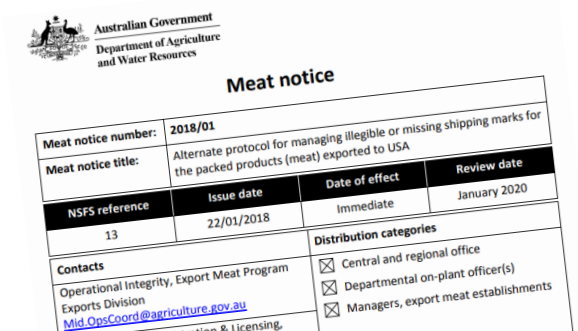 Australian Government
Department of Agriculture
and Water Resources
Meat notice
Meat notice number: 2018/01
Meat notice title: Alternate protocol for managing illegible or missing shipping marks for
the packed products (meat) exported to USA
NSFS reference Issue date Date of effect Review date
13 22/01/2018 Immediate January 2020
Contacts
Operational Integrity, Export Meat Program
Exports Division
Mid.OpsCoord@agriculture.gov.au
& Licensing,
Distribution categories
Central and regional office
Departmental on-plant officer(s)
Managers, export meat establishments